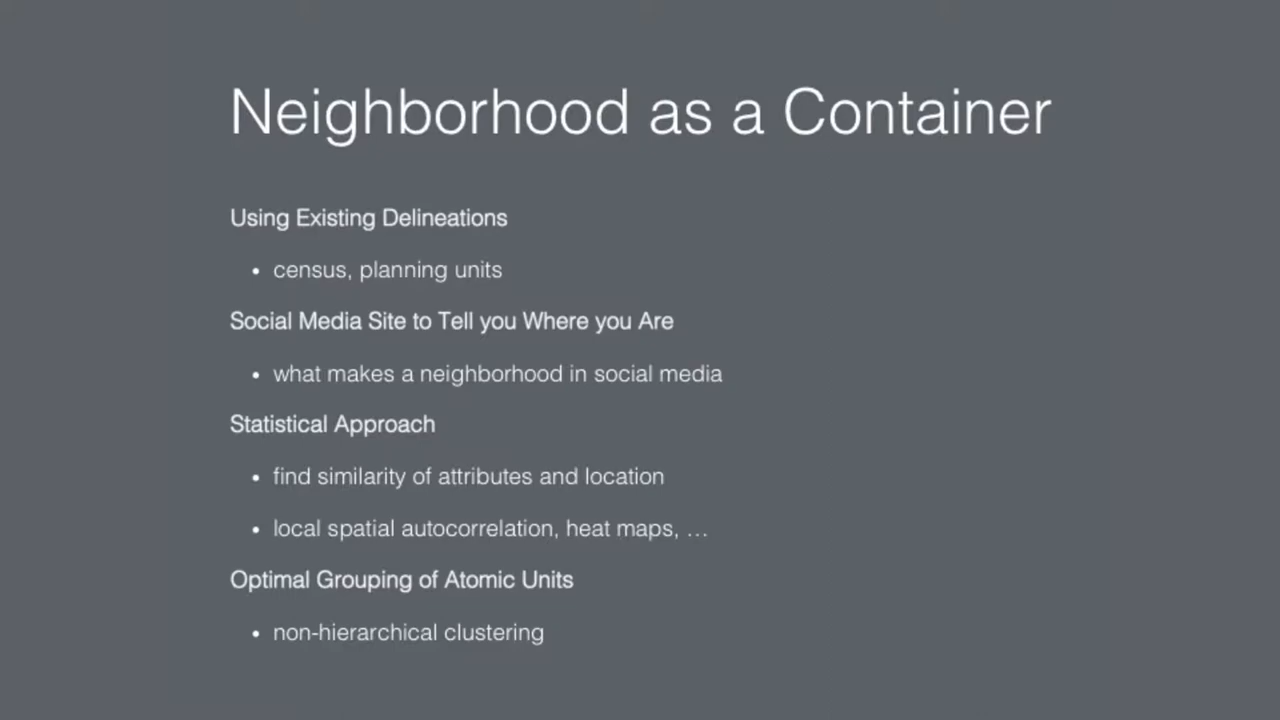 Neighborhood as a Container
Using Existing Delineations
• census, planning units
Social Media Site to Tell you Where you Are
• what makes a neighborhood in social media
Statistical Approach
• find similarity of attributes and location
• local spatial autocorrelation, heat maps, …
Optimal Grouping of Atomic Units
• non-hierarchical clustering